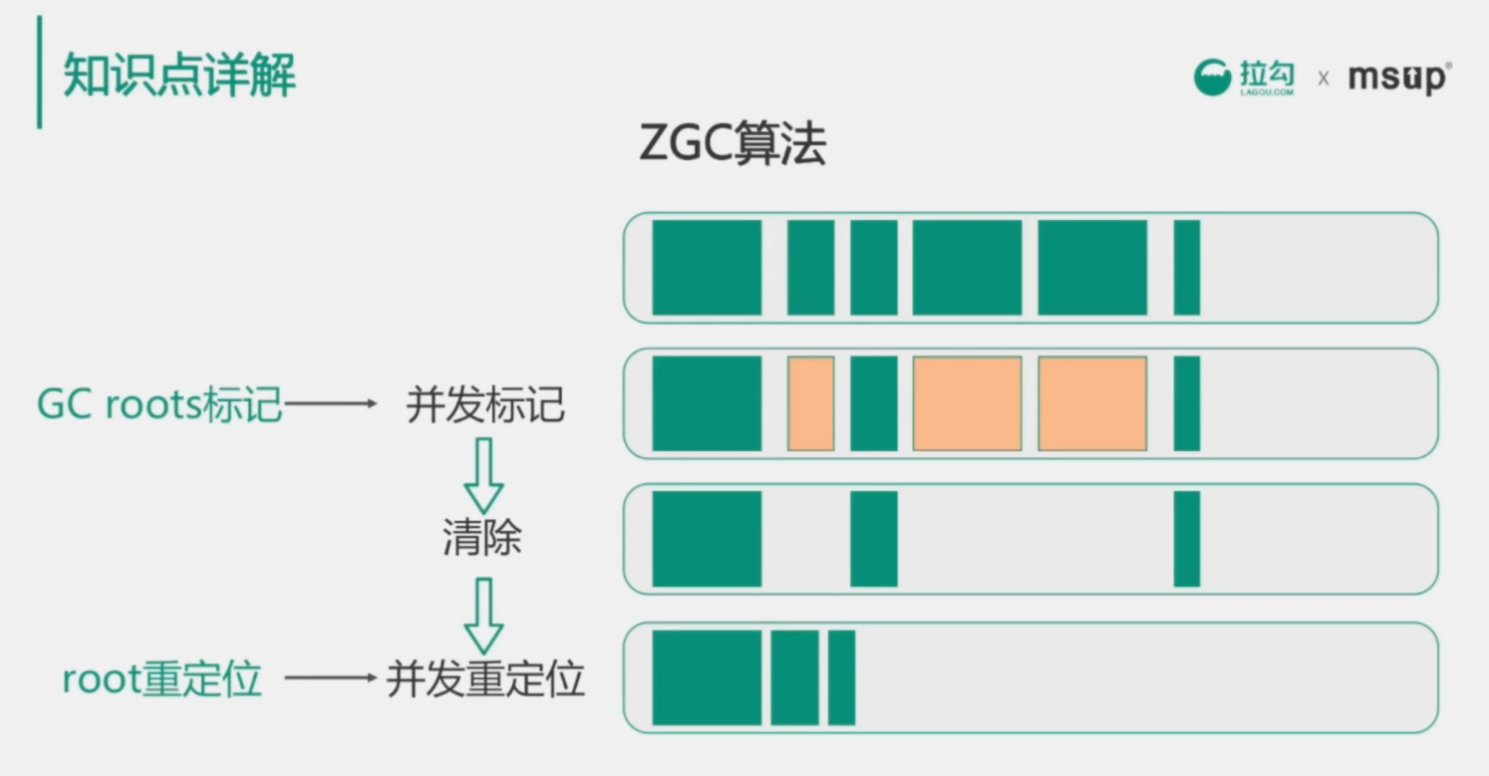 知识点详解
拉勾
LAGOU.COM
x
msup®
ZGC算法
GC roots标记
并发标记
清除
root重定位
并发重定位